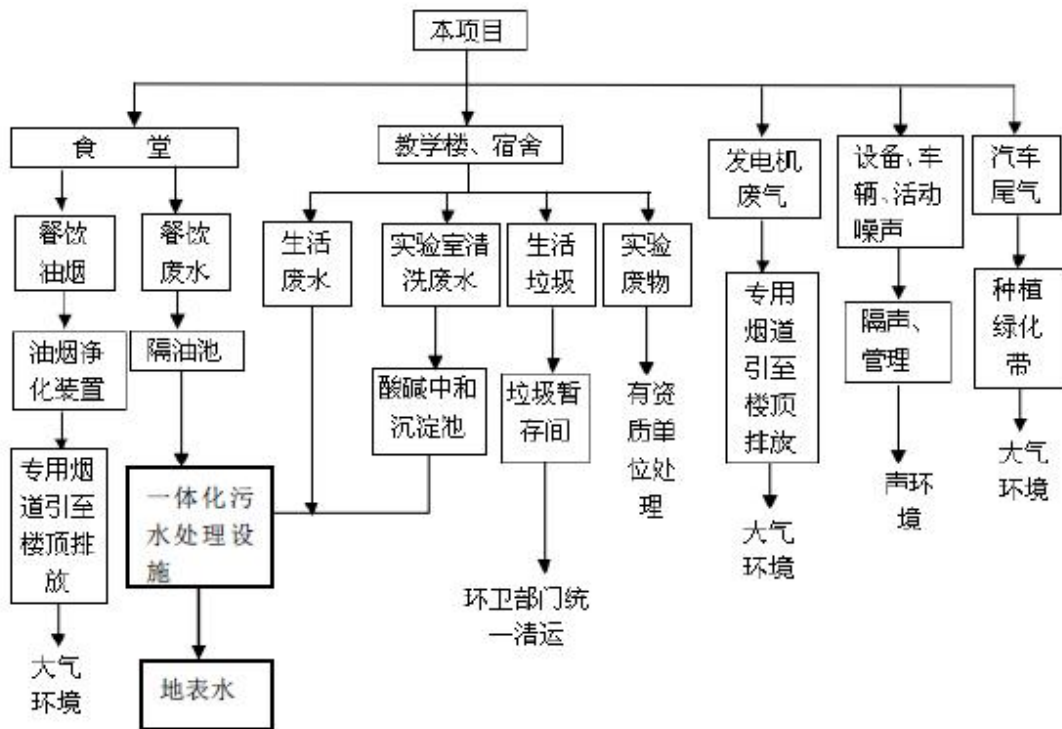 本项目
食 堂
教学楼、宿舍
发电机
废气
设备、车
辆、活动
噪声
汽车
尾气
餐饮
油烟
餐饮
废水
生活
废水
实验室清
洗废水
生活
垃圾
实验
废物
油烟净
化装置
隔油池
酸碱中和
沉淀池
垃圾暂
存间
有资
质单
位处
理
专用
烟道
引至
楼顶
排放
隔声、
管理
种植
绿化
带
专用烟
道引至
楼顶排
放
一体化污
水处理设
施
大气
环境
声环
境
大气
环境
环卫部门统
一清运
大气
环境
地表水